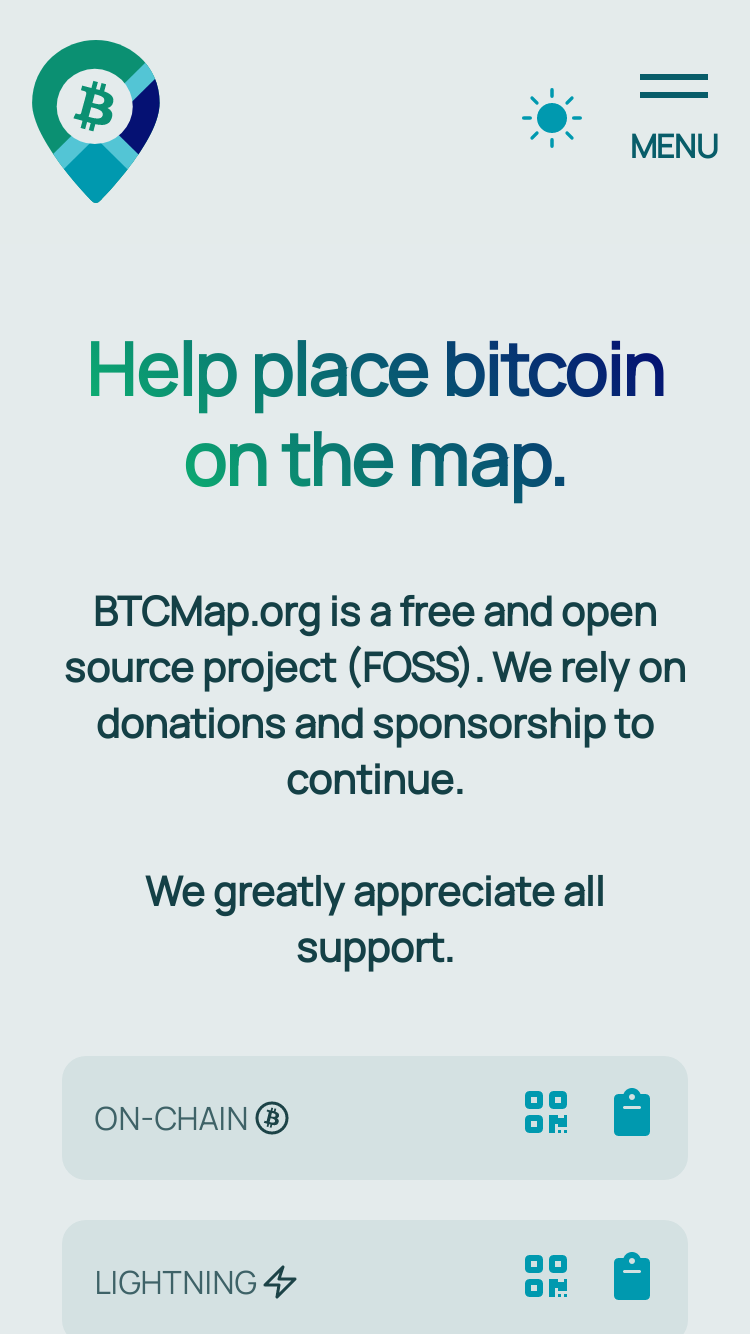 MENU
Help place bitcoin
on the map.
BTCMap.org is a free and open
source project (FOSS). We rely on
donations and sponsorship to
continue.
We greatly appreciate all
support.
ON-CHAIN
LIGHTNING